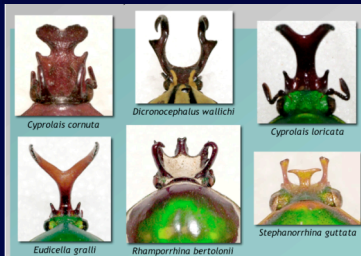 Cyprolais cornuta
Dicronocephalus wallichi
Cyprolais loricata
Eudicella gralli
Rhamporrhina bertolonii
Stephanorrhina guttata